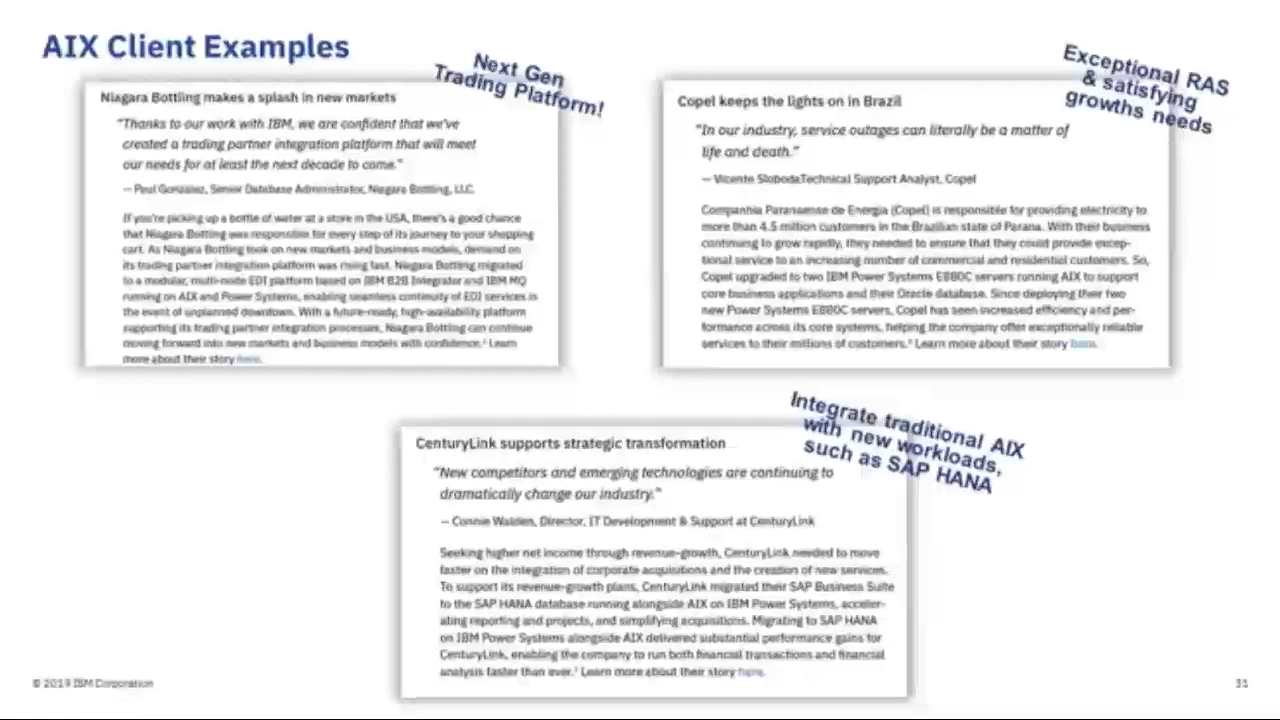 AIX Client Examples
Next Gen
Trading Platform!
Niagara Bottling makes a splash in new markets
"Thanks to our work with IBM, we are confident that we've
created a trading partner integration platform that will meet
our needs for at least the next decade to come."
— Paul Gonzalez, Senior Database Administrator, Niagara Bottling, LLC.
If you're picking up a bottle of water at a store in the USA, there's a good chance
that Niagara Bottling was responsible for every step of its journey to your shopping
cart. As Niagara Bottling took on new markets and business models, demand on
its trading partner integration platform was rising fast. Niagara Bottling migrated
to a modular, multi-node EDI platform based on IBM B2B Integrator and IBM MQ
running on AIX and Power Systems, enabling seamless continuity of EDI services in
the event of unplanned downtown. With a future-ready, high-availability platform
supporting its trading partner integration processes, Niagara Bottling can continue
moving forward into new markets and business models with confidence. Learn
more about their story here.
Exceptional RAS
& satisfying
growths needs
Copel keeps the lights on in Brazil
"In our industry, service outages can literally be a matter of
life and death."
— Vicente SlobodaTechnical Support Analyst, Copel
Companhia Paranaense de Energia (Copel) is responsible for providing electricity to
more than 4.5 million customers in the Brazilian state of Parana. With their business
continuing to grow rapidly, they needed to ensure that they could provide excep-
tional service to an increasing number of commercial and residential customers. So,
Copel upgraded to two IBM Power Systems E880C servers running AIX to support
core business applications and their Oracle database. Since deploying their two
new Power Systems E880C servers, Copel has seen increased efficiency and per-
formance across its core systems, helping the company offer exceptionally reliable
services to their millions of customers. Learn more about their story here.
Integrate traditional AIX
with new workloads,
such as SAP HANA
CenturyLink supports strategic transformation
"New competitors and emerging technologies are continuing to
dramatically change our industry."
— Connie Walden, Director, IT Development & Support at CenturyLink
Seeking higher net income through revenue-growth, CenturyLink needed to move
faster on the integration of corporate acquisitions and the creation of new services.
To support its revenue-growth plans, CenturyLink migrated their SAP Business Suite
to the SAP HANA database running alongside AIX on IBM Power Systems, acceler-
ating reporting and projects, and simplifying acquisitions. Migrating to SAP HANA
on IBM Power Systems alongside AIX delivered substantial performance gains for
CenturyLink, enabling the company to run both financial transactions and financial
analysis faster than ever. Learn more about their story here.
© 2019 IBM Corporation
31